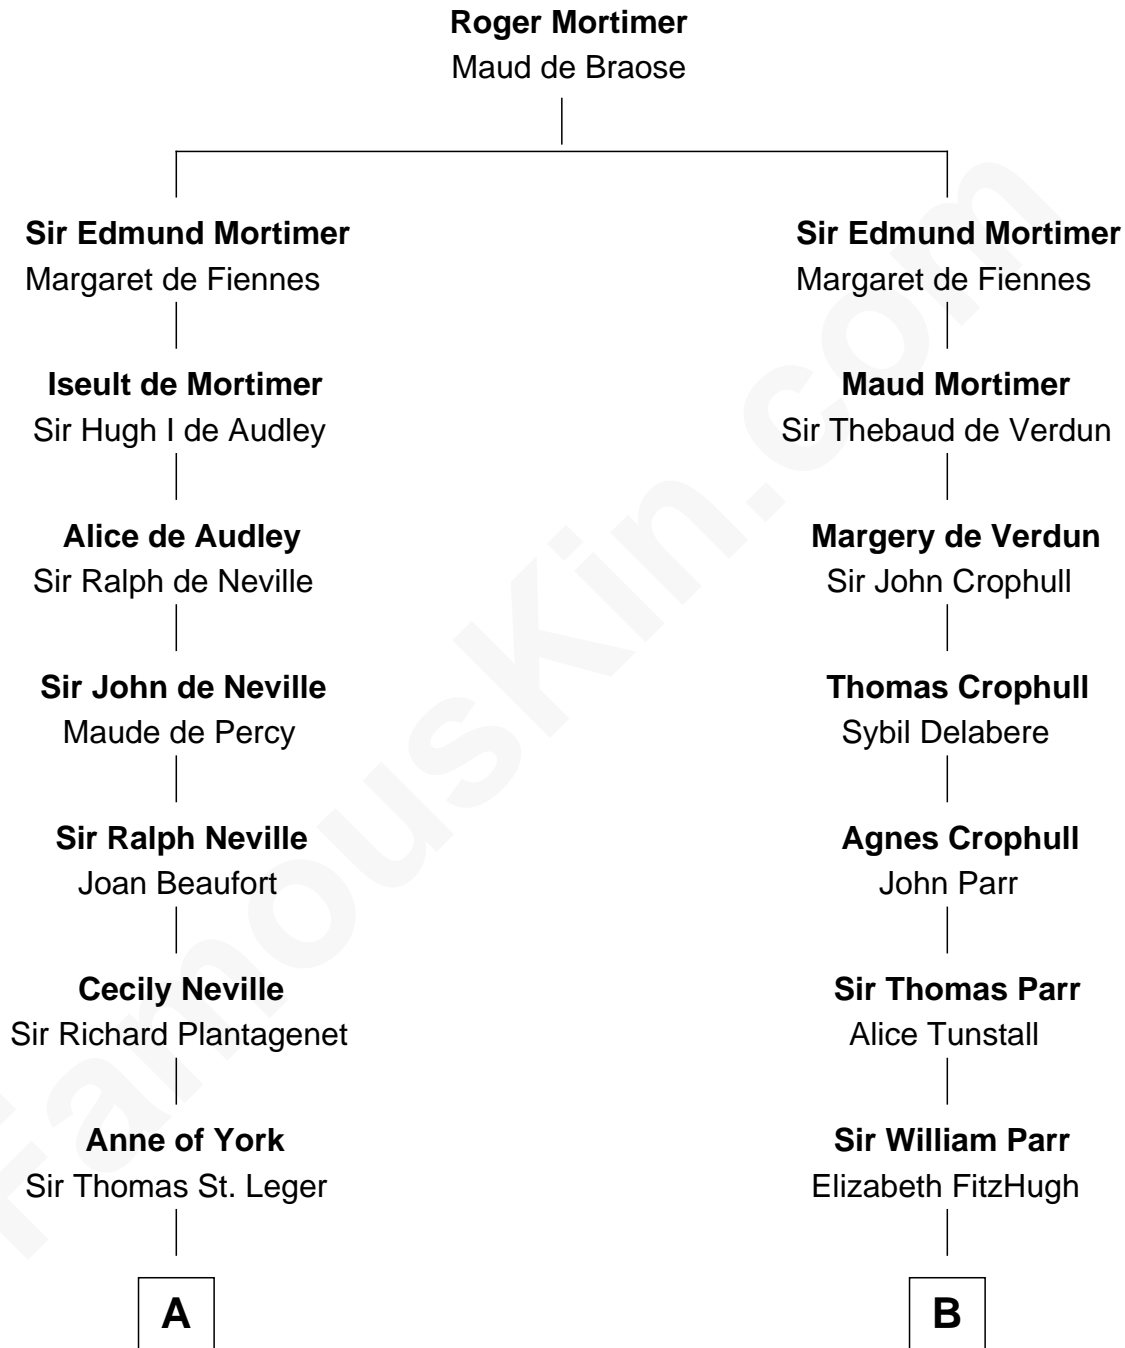 Roger Mortimer
Maud de Braose
Sir Edmund Mortimer
Margaret de Fiennes
Sir Edmund Mortimer
Margaret de Fiennes
Iseult de Mortimer
Sir Hugh I de Audley
Maud Mortimer
Sir Thebaud de Verdun
Alice de Audley
Sir Ralph de Neville
Margery de Verdun
Sir John Crophull
Sir John de Neville
Maude de Percy
Thomas Crophull
Sybil Delabere
Sir Ralph Neville
Joan Beaufort
Agnes Crophull
John Parr
Cecily Neville
Sir Richard Plantagenet
Sir Thomas Parr
Alice Tunstall
Anne of York
Sir Thomas St. Leger
Sir William Parr
Elizabeth FitzHugh
A
B
FamousKin.com